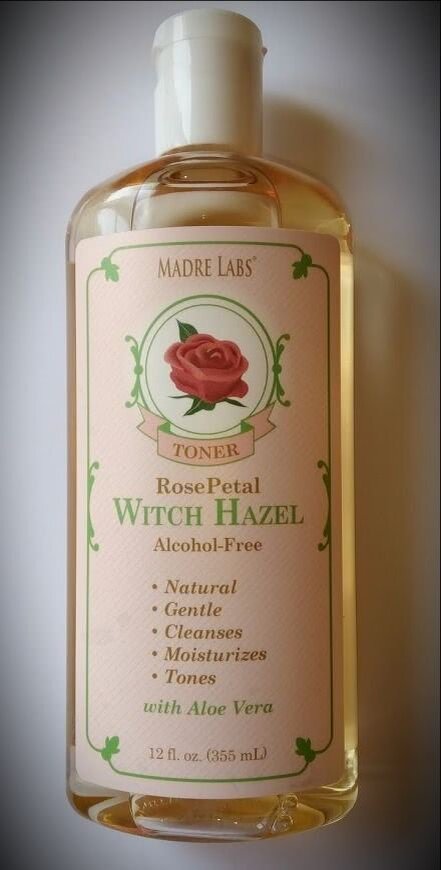 MADRE LABS®
TONER
RosePetal
WITCH HAZEL
Alcohol-Free
• Natural
• Gentle
• Cleanses
• Moisturizes
• Tones
with Aloe Vera
12 fl. oz. (355 mL)